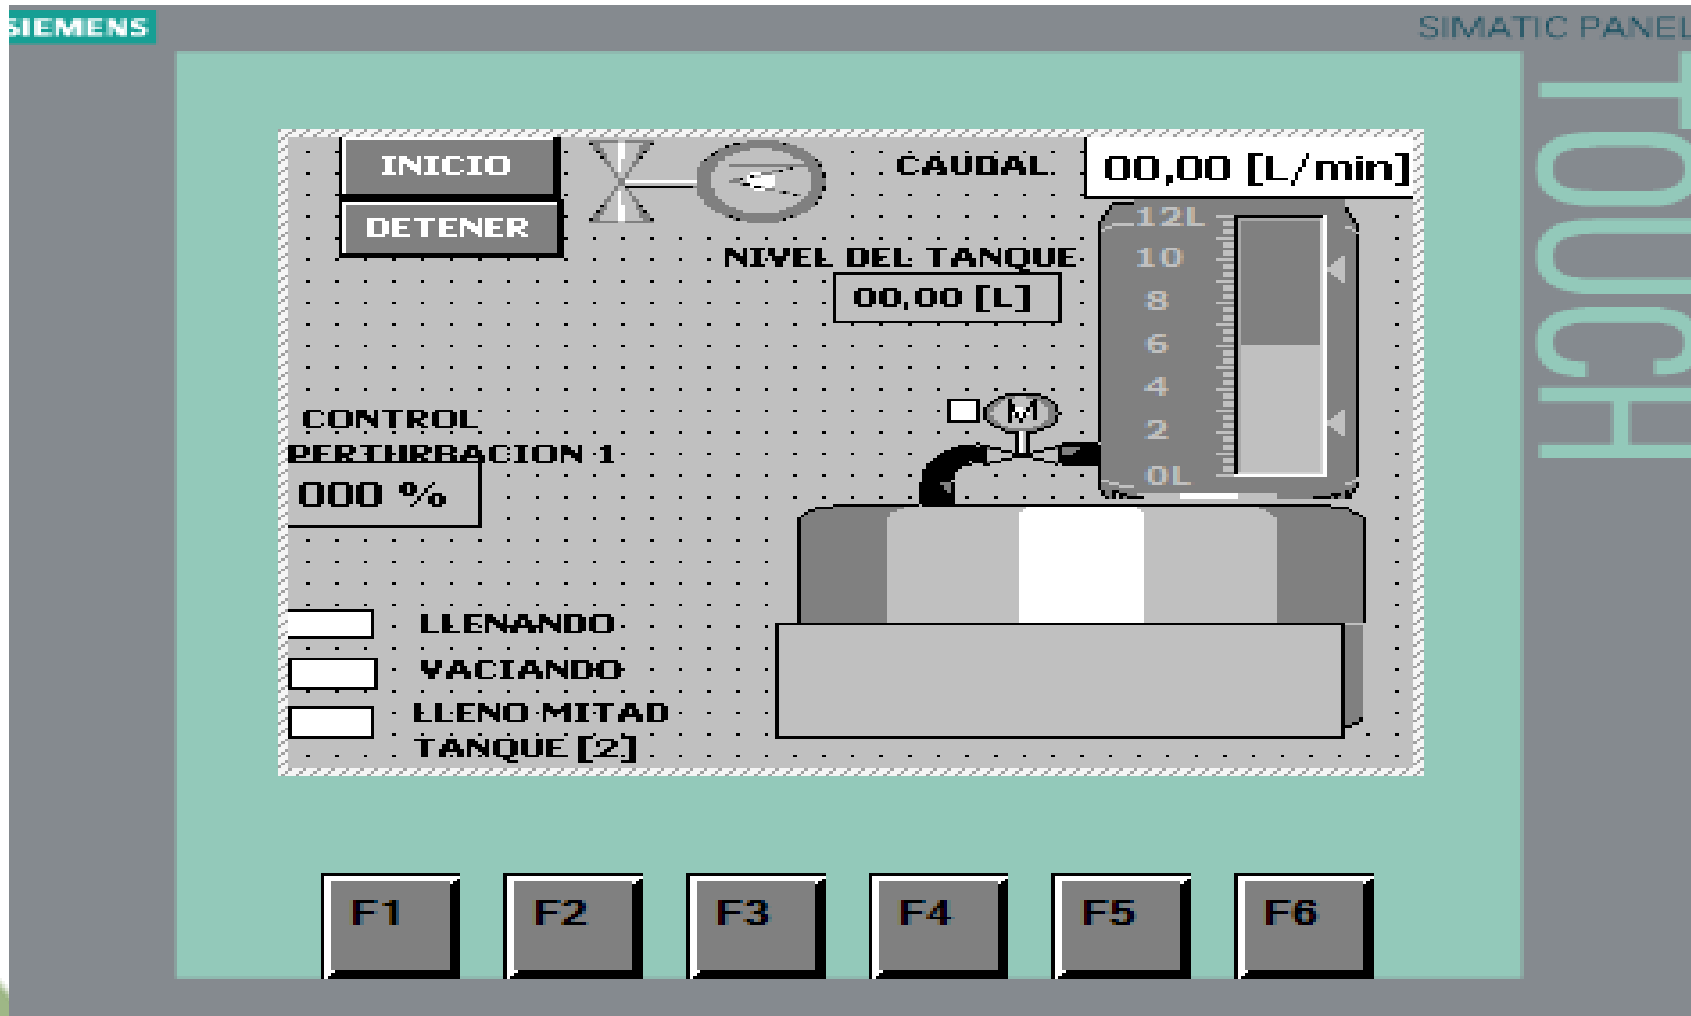 SIEMENS
SIMATIC PANEL
TOUCH
INICIO
CAUDAL
00,00 [L/min]
DETENER
NIVEL DEL TANQUE
00,00 [L]
12L
10
8
6
4
2
0L
M
CONTROL
PERTURBACION 1
000 %
LLENANDO
VACIANDO
LLENO MITAD
TANQUE [2]
F1
F2
F3
F4
F5
F6